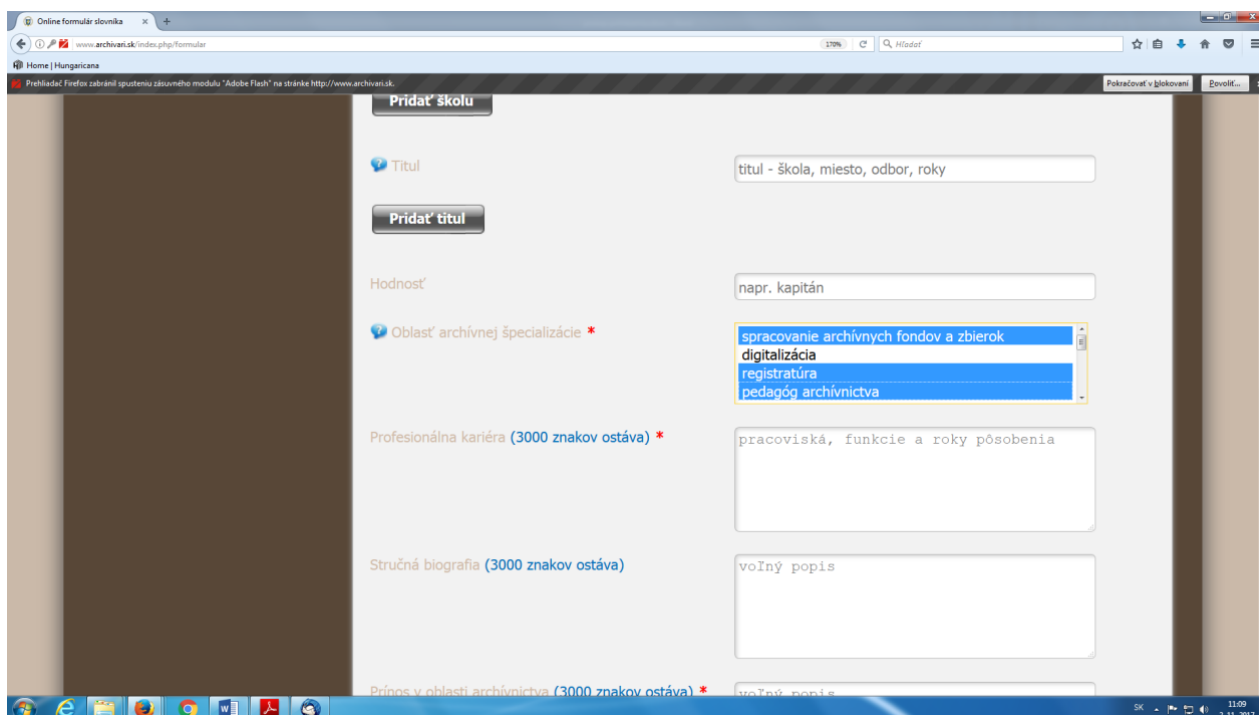 Online formulár slovníka
www.archivari.sk/index.php/formular
170%
Hľadať
Home | Hungaricana
Prehliadač Firefox zabránil spusteniu zásuvného modulu "Adobe Flash" na stránke http://www.archivari.sk.
Pokračovať v blokovaní
Povoliť...
Pridať školu
Titul
titul - škola, miesto, odbor, roky
Pridať titul
Hodnosť
napr. kapitán
Oblasť archívnej špecializácie *
spracovanie archívnych fondov a zbierok
digitalizácia
registratúra
pedagóg archívnictva
Profesionálna kariéra (3000 znakov ostáva) *
pracoviská, funkcie a roky pôsobenia
Stručná biografia (3000 znakov ostáva)
voľný popis
Prínos v oblasti archívnictva (3000 znakov ostáva) *
voľný popis
SK
11:09